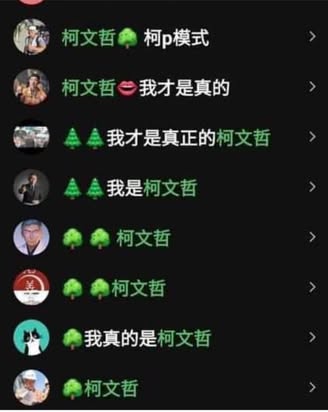 柯文哲🌳 柯p模式
柯文哲👄我才是真的
🌲🌲我才是真正的柯文哲
🌲🌲我是柯文哲
🌳 🌳 柯文哲
🌳 🌳柯文哲
🌳我真的是柯文哲
🌳柯文哲